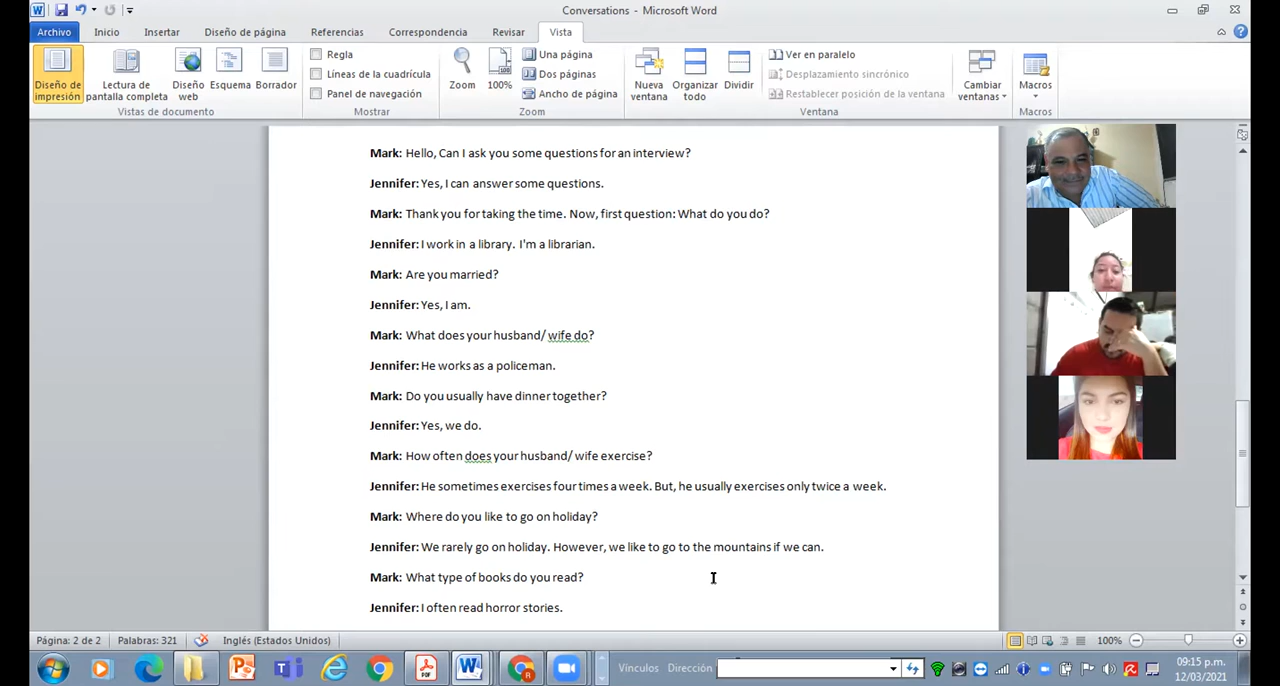 Conversations - Microsoft Word
Archivo Inicio Insertar Diseño de página Referencias Correspondencia Revisar Vista
Diseño de impresión
Lectura de pantalla completa
Diseño web
Esquema
Borrador
Vistas de documento
Regla
Líneas de la cuadrícula
Panel de navegación
Mostrar
Zoom
100%
Una página
Dos páginas
Ancho de página
Zoom
Nueva ventana
Organizar todo
Dividir
Ver en paralelo
Desplazamiento sincrónico
Restablecer posición de la ventana
Cambiar ventanas
Ventana
Macros
Macros
Mark: Hello, Can I ask you some questions for an interview?
Jennifer: Yes, I can answer some questions.
Mark: Thank you for taking the time. Now, first question: What do you do?
Jennifer: I work in a library. I'm a librarian.
Mark: Are you married?
Jennifer: Yes, I am.
Mark: What does your husband/ wife do?
Jennifer: He works as a policeman.
Mark: Do you usually have dinner together?
Jennifer: Yes, we do.
Mark: How often does your husband/ wife exercise?
Jennifer: He sometimes exercises four times a week. But, he usually exercises only twice a week.
Mark: Where do you like to go on holiday?
Jennifer: We rarely go on holiday. However, we like to go to the mountains if we can.
Mark: What type of books do you read?
Jennifer: I often read horror stories.
Página: 2 de 2 Palabras: 321 Inglés (Estados Unidos) 100%
Vínculos Dirección
09:15 p.m.
12/03/2021